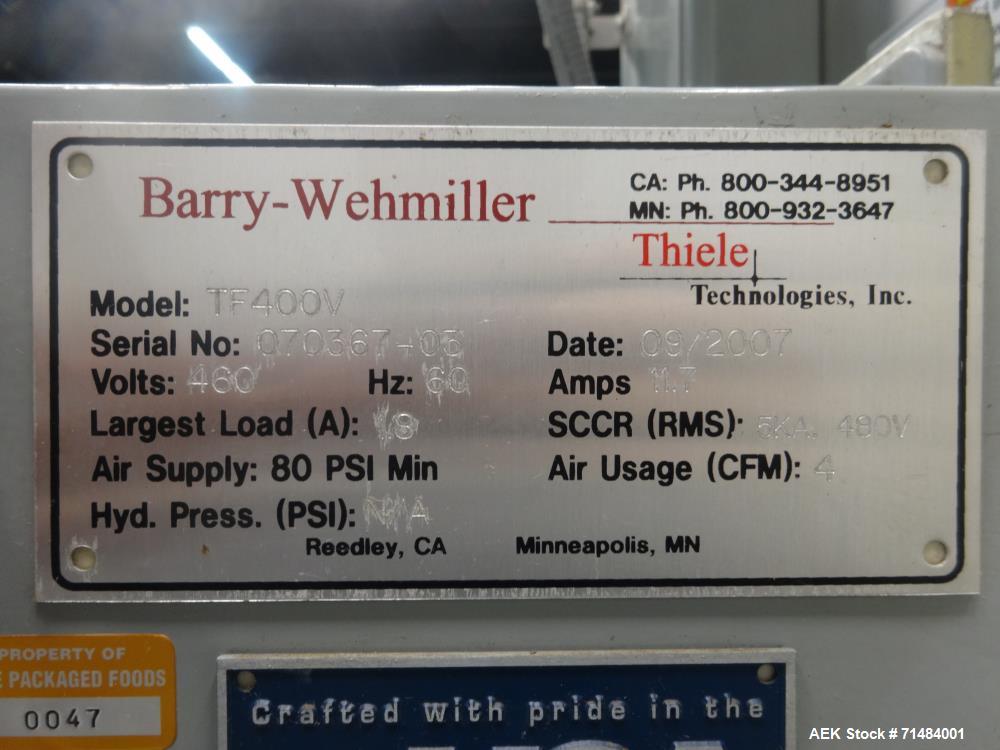 Barry-Wehmiller
CA: Ph. 800-344-8951
MN: Ph. 800-932-3647
Thiele
Technologies, Inc.
Model: TF400V
Serial No: 070367-03 Date: 09/2007
Volts: 460 Hz: 60 Amps 11.7
Largest Load (A): SCCR (RMS): 5KA, 480V
Air Supply: 80 PSI Min Air Usage (CFM): 4
Hyd. Press. (PSI): N/A
Reedley, CA Minneapolis, MN
PROPERTY OF
PACKAGED FOODS
0047
Crafted with pride in the
AEK Stock #71484001